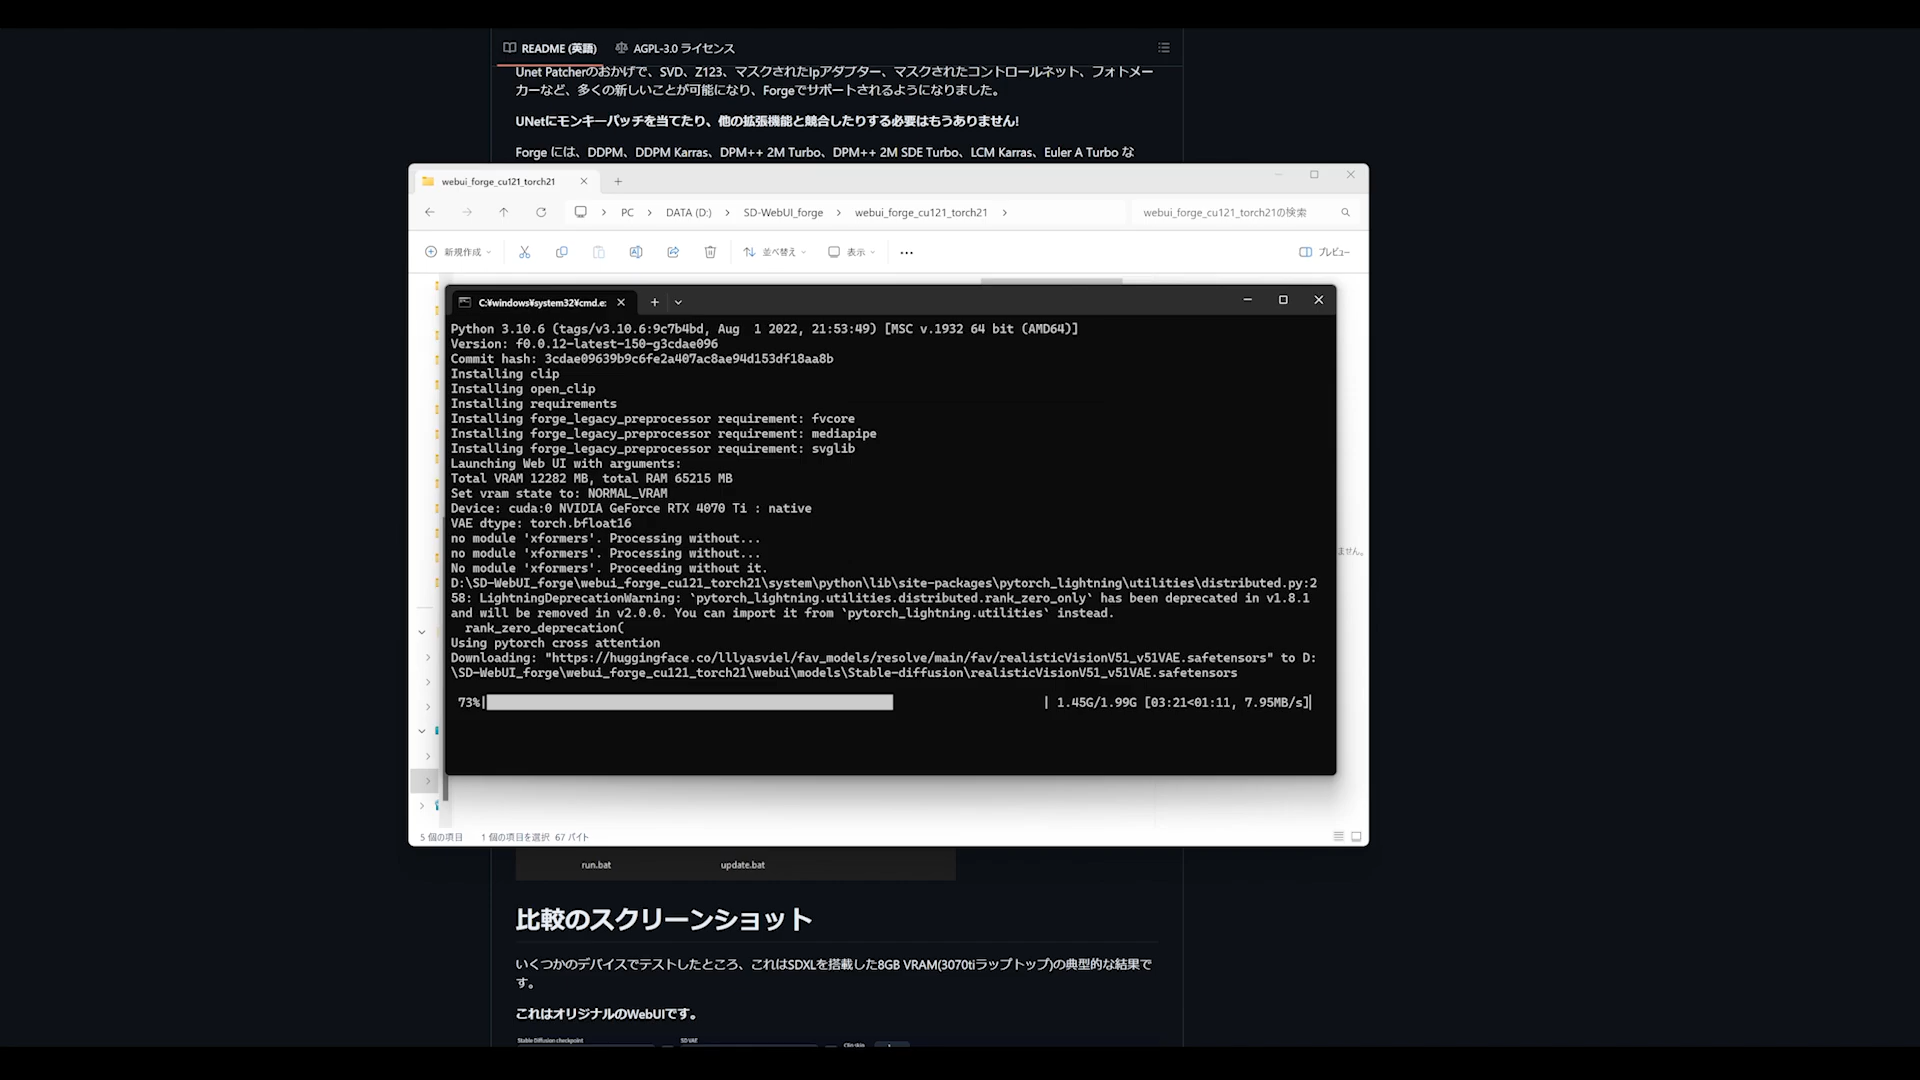 README (英語)
AGPL-3.0 ライセンス
Unet Patcherのおかげで、SVD、Z123、マスクされたIpアダプター、マスクされたコントロールネット、フォトメー
カーなど、多くの新しいことが可能になり、Forgeでサポートされるようになりました。
UNetにモンキーパッチを当てたり、他の拡張機能と競合したりする必要はもうありません!
Forge には、DDPM、DDPM Karras、DPM++ 2M Turbo、DPM++ 2M SDE Turbo、LCM Karras、Euler A Turbo な
webui_forge_cu121_torch21
PC
DATA (D:)
SD-WebUI_forge
webui_forge_cu121_torch21
webui_forge_cu121_torch21の検索
新規作成
並べ替え
表示
プレビュー
C:¥windows¥system32¥cmd.e:
Python 3.10.6 (tags/v3.10.6:9c7b4bd, Aug  1 2022, 21:53:49) [MSC v.1932 64 bit (AMD64)]
Version: f0.0.12-latest-150-g3cdae096
Commit hash: 3cdae09639b9c6fe2a407ac8ae94d153df18aa8b
Installing clip
Installing open_clip
Installing requirements
Installing forge_legacy_preprocessor requirement: fvcore
Installing forge_legacy_preprocessor requirement: mediapipe
Installing forge_legacy_preprocessor requirement: svglib
Launching Web UI with arguments:
Total VRAM 12282 MB, total RAM 65215 MB
Set vram state to: NORMAL_VRAM
Device: cuda:0 NVIDIA GeForce RTX 4070 Ti : native
VAE dtype: torch.bfloat16
no module 'xformers'. Processing without...
no module 'xformers'. Processing without...
No module 'xformers'. Proceeding without it.
D:\SD-WebUI_forge\webui_forge_cu121_torch21\system\python\lib\site-packages\pytorch_lightning\utilities\distributed.py:2
58: LightningDeprecationWarning: `pytorch_lightning.utilities.distributed.rank_zero_only` has been deprecated in v1.8.1
and will be removed in v2.0.0. You can import it from `pytorch_lightning.utilities` instead.
rank_zero_deprecation(
Using pytorch cross attention
Downloading: "https://huggingface.co/lllyasviel/fav_models/resolve/main/fav/realisticVisionV51_v51VAE.safetensors" to D:
\SD-WebUI_forge\webui_forge_cu121_torch21\webui\models\Stable-diffusion\realisticVisionV51_v51VAE.safetensors
73%| | 1.45G/1.99G [03:21<01:11, 7.95MB/s]
ません。
5 個の項目
1 個の項目を選択 67 バイト
run.bat
update.bat
比較のスクリーンショット
いくつかのデバイスでテストしたところ、これはSDXLを搭載した8GB VRAM(3070tiラップトップ)の典型的な結果で
す。
これはオリジナルのWebUIです。
Stable Diffusion checkpoint
SD VAE